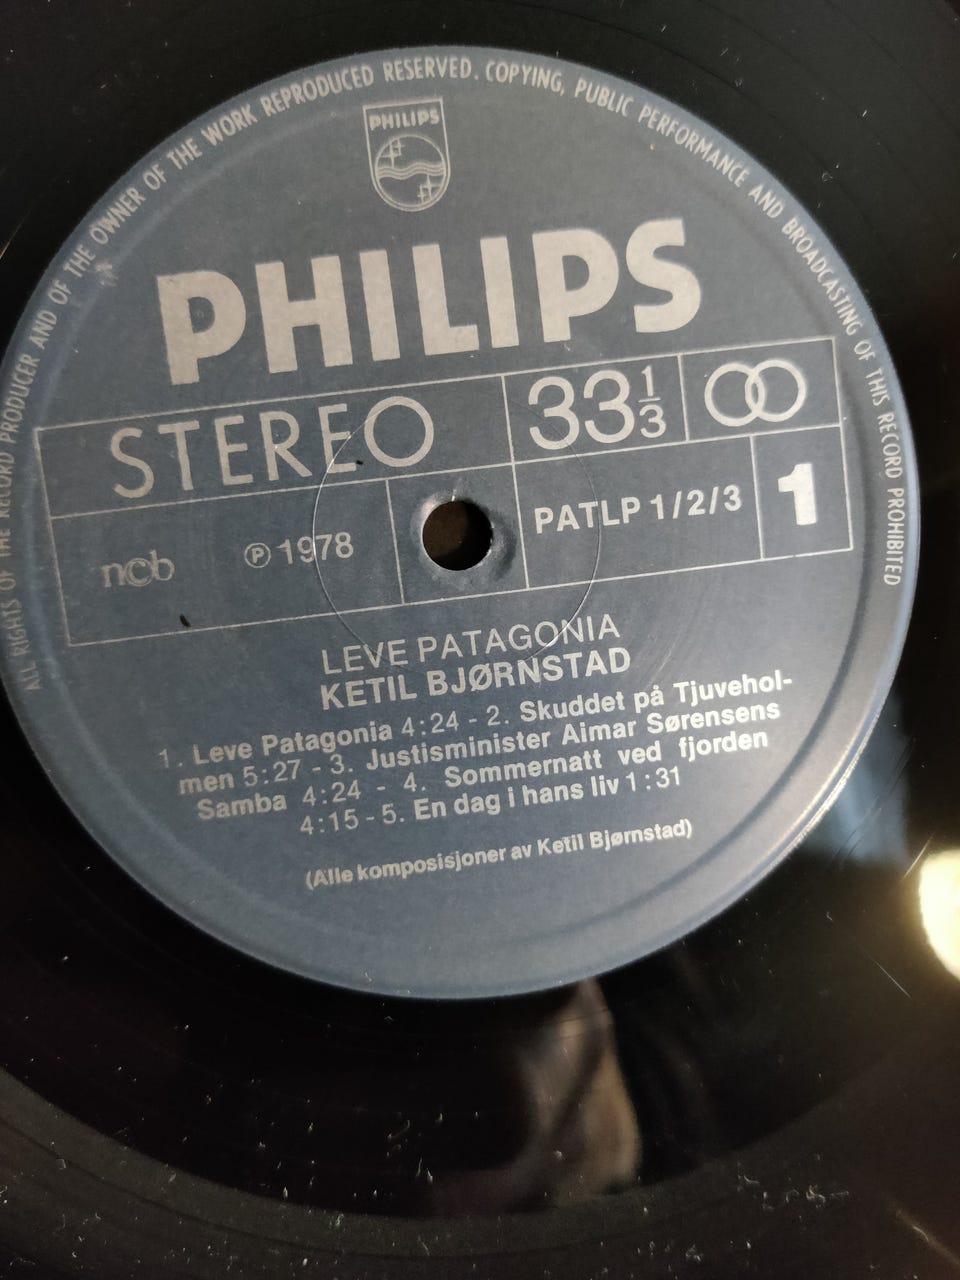 ALL RIGHTS OF THE RECORD PRODUCER AND OF THE OWNER OF THE WORK REPRODUCED RESERVED. COPYING, PUBLIC PERFORMANCE AND BROADCASTING OF THIS RECORD PROHIBITED
PHILIPS
PHILIPS
STEREO 33 1/3
ncb Ⓟ 1978 PATLP 1/2/3 1
LEVE PATAGONIA
KETIL BJØRNSTAD
1. Leve Patagonia 4:24 - 2. Skuddet på Tjuvehol-
men 5:27 - 3. Justisminister Aimar Sørensens
Samba 4:24 - 4. Sommernatt ved fjorden
4:15 - 5. En dag i hans liv 1:31
(Alle komposisjoner av Ketil Bjørnstad)